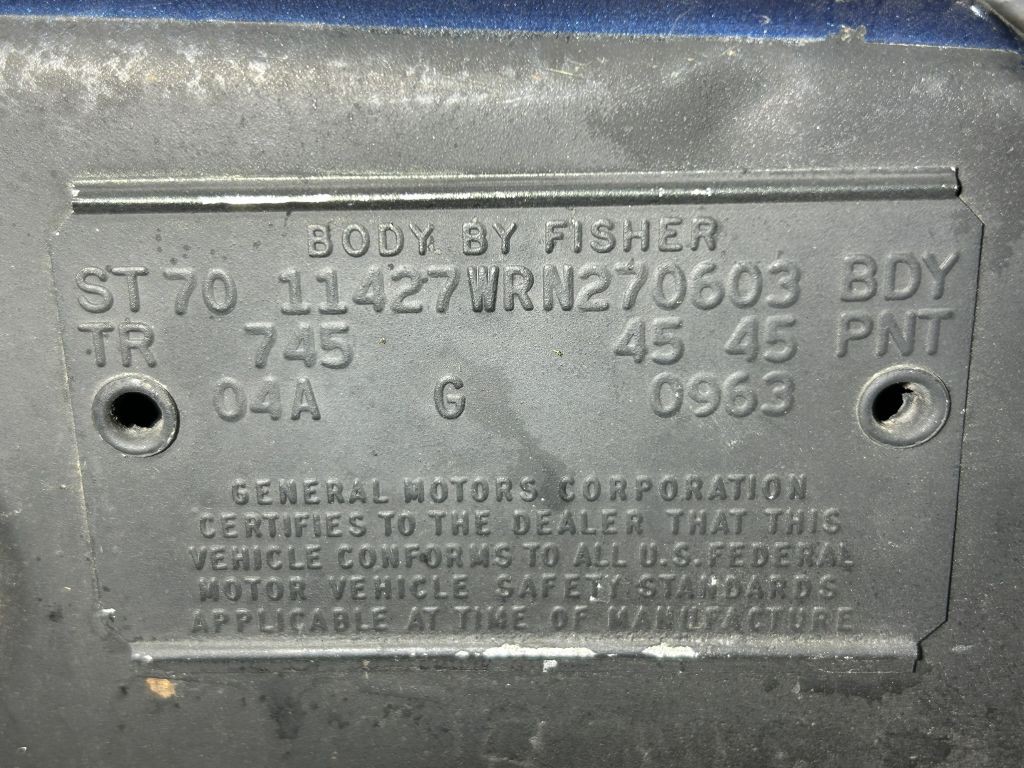 BODY BY FISHER
ST 70 11427WRN270603 BDY
TR 745 45 45 PNT
04A G 0963
GENERAL MOTORS CORPORATION
CERTIFIES TO THE DEALER THAT THIS
VEHICLE CONFORMS TO ALL U.S. FEDERAL
MOTOR VEHICLE SAFETY STANDARDS
APPLICABLE AT TIME OF MANUFACTURE